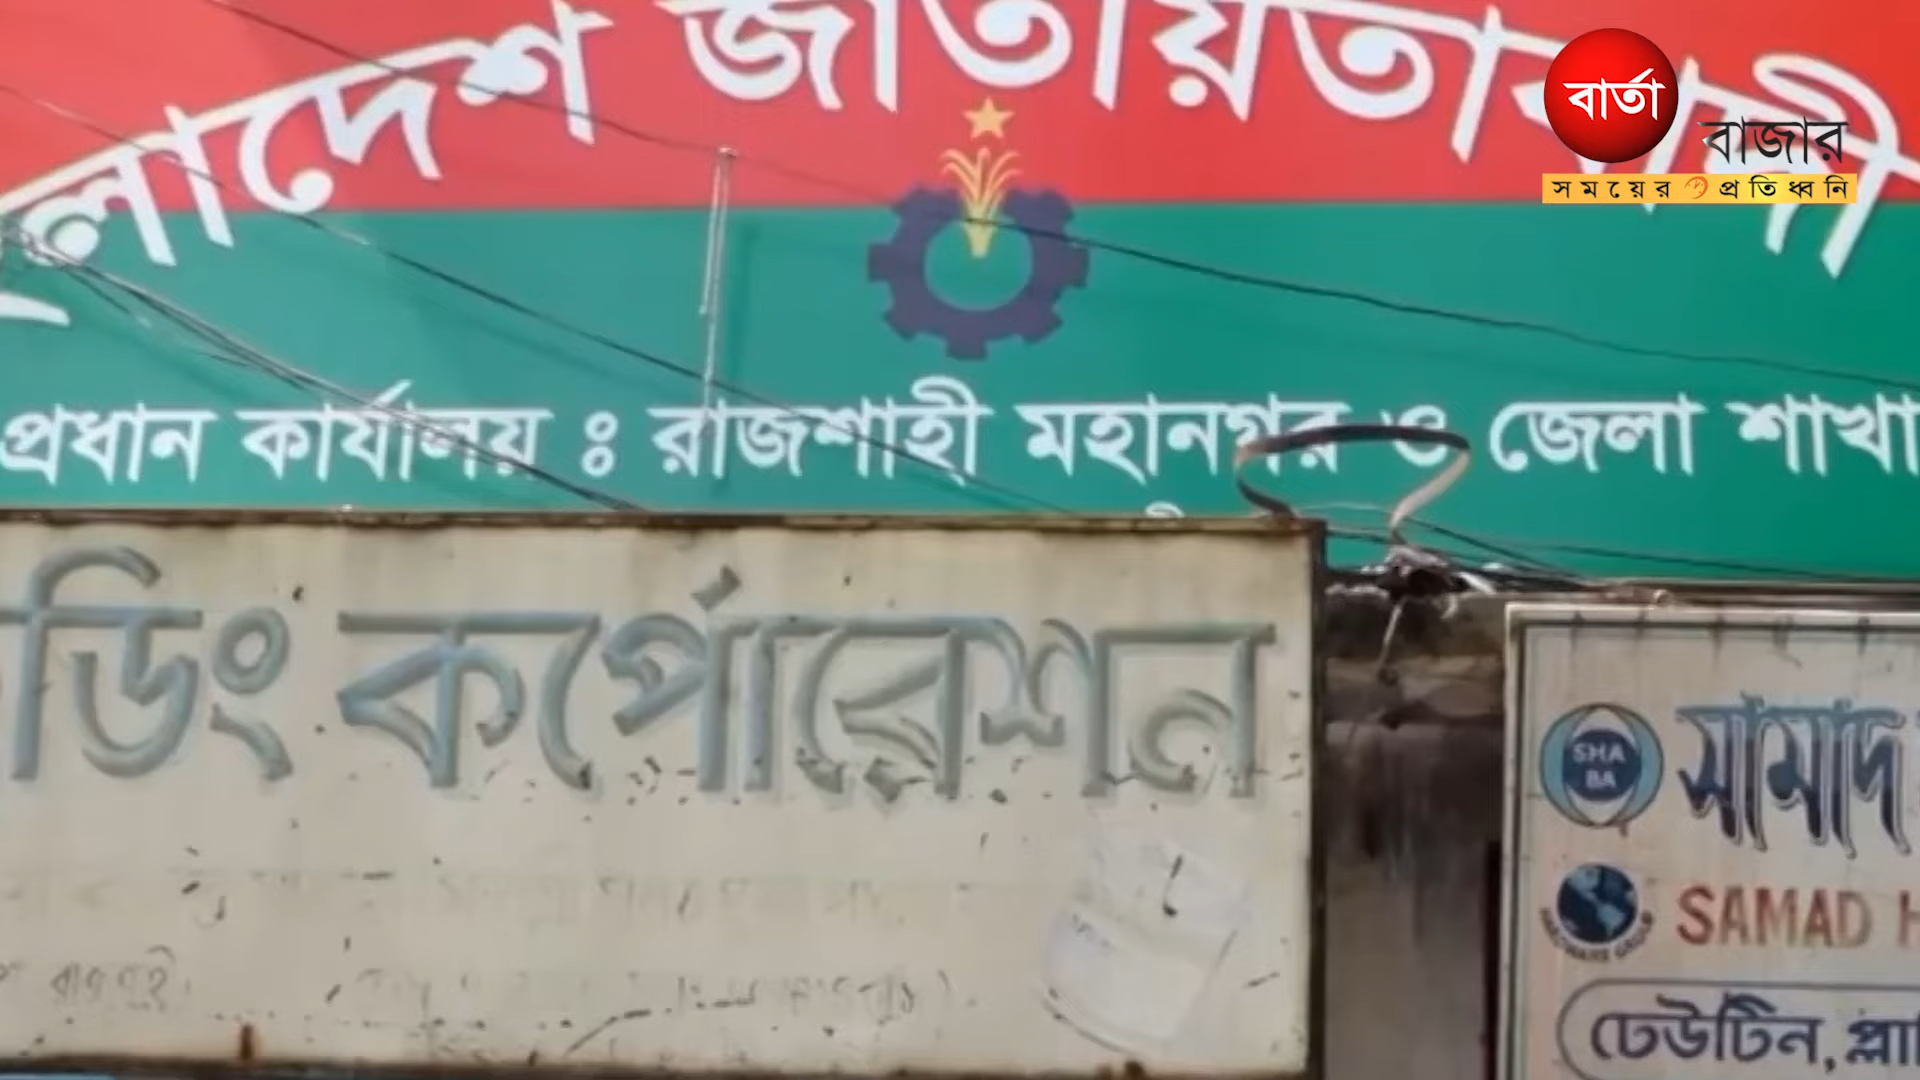 বাংলাদেশ জাতীয়তাবাদী
বার্তা
বাজার
সময়ের প্রতিধ্বনি
প্রধান কার্যালয় ঃ রাজশাহী মহানগর ও জেলা শাখা
ডিং কর্পোরেশন
SHA
BA
সামাদ
SAMAD H
ঢেউটিন, প্লা